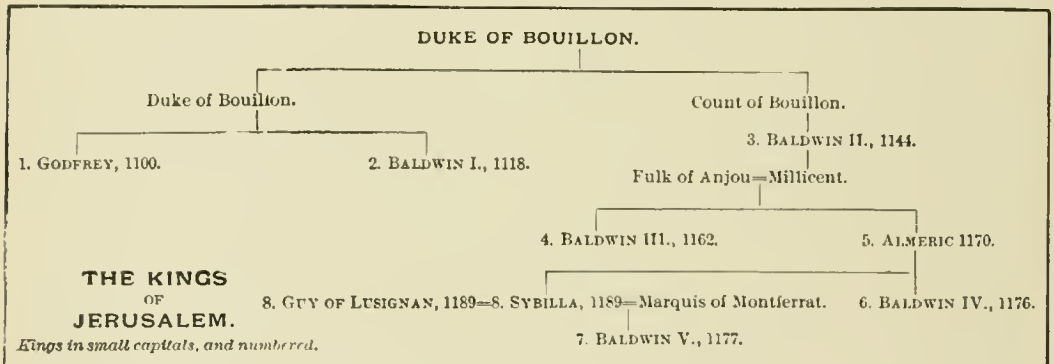 DUKE OF BOUILLON.
Duke of Bouillon. Count of Bouillon.
3. BALDWIN II., 1144.
1. GODFREY, 1100. 2. BALDWIN I., 1118.
Fulk of Anjou=Millicent.
4. BALDWIN III., 1162. 5. ALMERIC 1170.
THE KINGS
OF
JERUSALEM.
Kings in small capitals, and numbered.
8. GUY OF LUSIGNAN, 1189=8. SYBILLA, 1189=Marquis of Montferrat. 6. BALDWIN IV., 1176.
7. BALDWIN V., 1177.